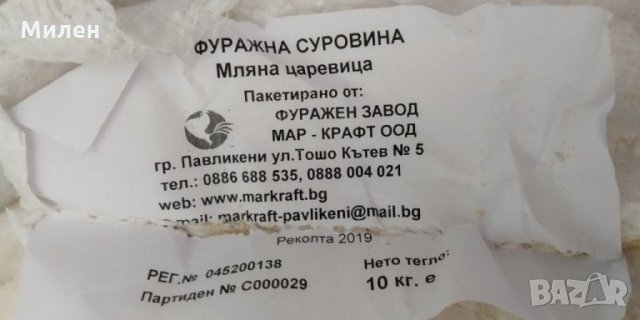 Милен
ФУРАЖНА СУРОВИНА
Мляна царевица
Пакетирано от:
ФУРАЖЕН ЗАВОД
МАР - КРАФТ ООД
гр. Павликени ул.Тошо Кътев № 5
тел.: 0886 688 535, 0888 004 021
web: www.markraft.bg
e-mail: markraft-pavlikeni@mail.bg
Реколта 2019
РЕГ.№ 045200138
Партиден № С000029
Нето тегло:
10 кг. е
BAZAR